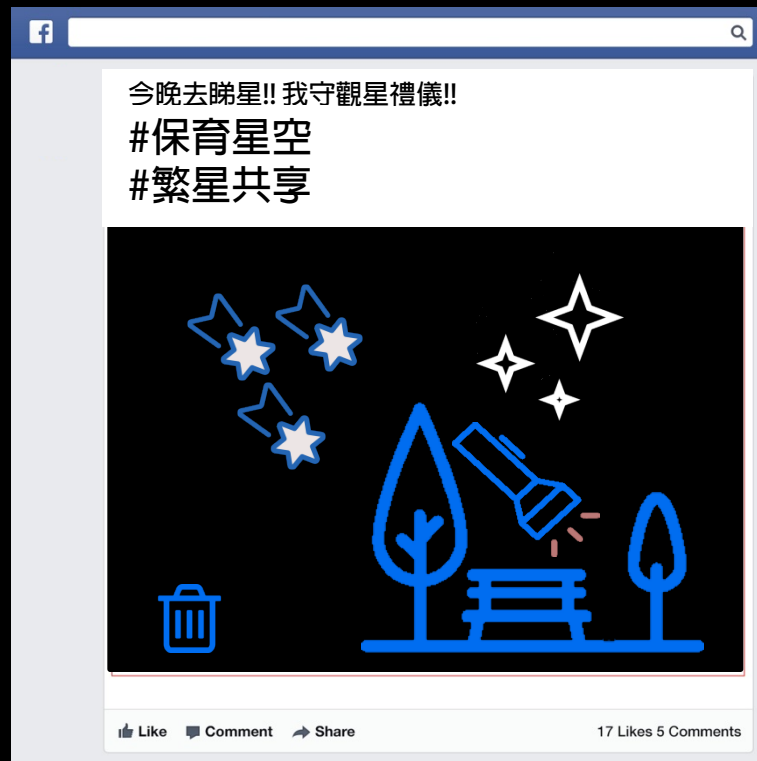 f
今晚去睇星!! 我守觀星禮儀!!
#保育星空
#繁星共享
Like Comment Share 17 Likes 5 Comments